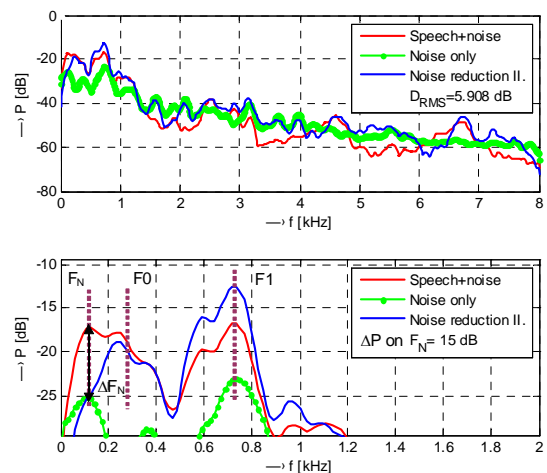 0
-20
-40
-60
-80
—› P [dB]
0 1 2 3 4 5 6 7 8
—› f [kHz]
Speech+noise
Noise only
Noise reduction II.
D_RMS=5.908 dB
-10
-15
-20
-25
—› P [dB]
0 0.2 0.4 0.6 0.8 1 1.2 1.4 1.6 1.8 2
—› f [kHz]
F_N F0 F1
ΔF_N
Speech+noise
Noise only
Noise reduction II.
ΔP on F_N= 15 dB